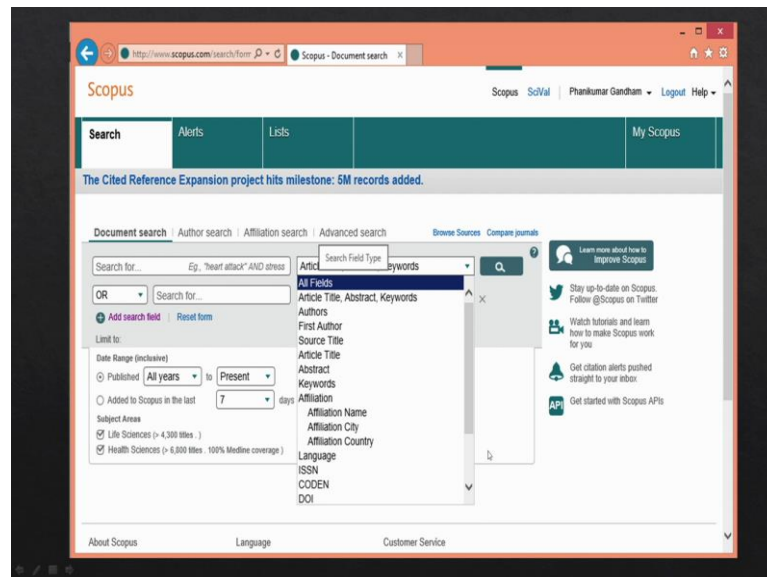 http://www.scopus.com/search/form
Scopus - Document search ×
Scopus
Scopus SciVal Phanikumar Gandham Logout Help
Search Alerts Lists My Scopus
The Cited Reference Expansion project hits milestone: 5M records added.
Document search Author search Affiliation search Advanced search Browse Sources Compare journals
Search for... Eg., "heart attack" AND stress Artic eywords
Search Field Type
OR Search for...
Add search field Reset form
Limit to:
Date Range (inclusive)
Published All years to Present
Added to Scopus in the last 7 days
Subject Areas
Life Sciences (> 4,300 titles . )
Health Sciences (> 6,800 titles . 100% Medline coverage )
All Fields
Article Title, Abstract, Keywords
Authors
First Author
Source Title
Article Title
Abstract
Keywords
Affiliation
Affiliation Name
Affiliation City
Affiliation Country
Language
ISSN
CODEN
DOI
Learn more about how to
Improve Scopus
Stay up-to-date on Scopus.
Follow @Scopus on Twitter
Watch tutorials and learn
how to make Scopus work
for you
Get citation alerts pushed
straight to your inbox
API Get started with Scopus APIs
About Scopus Language Customer Service